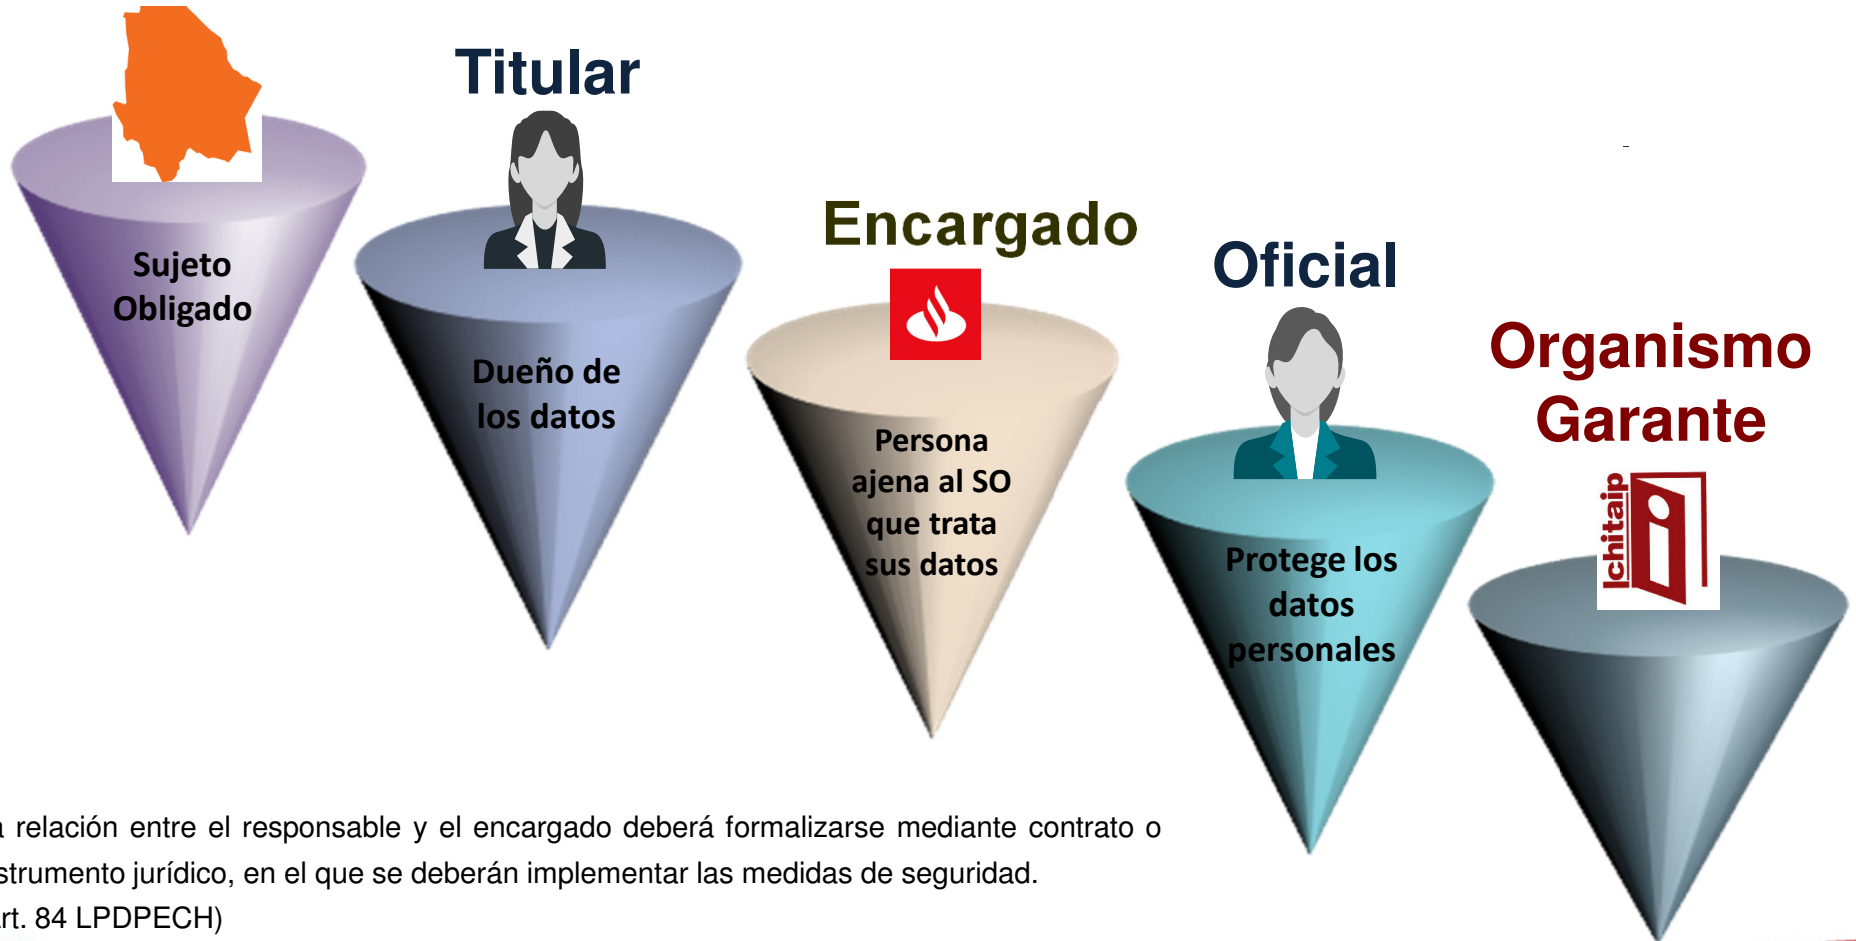 Sujeto
Obligado
Titular
Dueño de
los datos
Encargado
Persona
ajena al SO
que trata
sus datos
Oficial
Protege los
datos
personales
Organismo
Garante
Ichitaip
a relación entre el responsable y el encargado deberá formalizarse mediante contrato o
strumento jurídico, en el que se deberán implementar las medidas de seguridad.
rt. 84 LPDPECH)